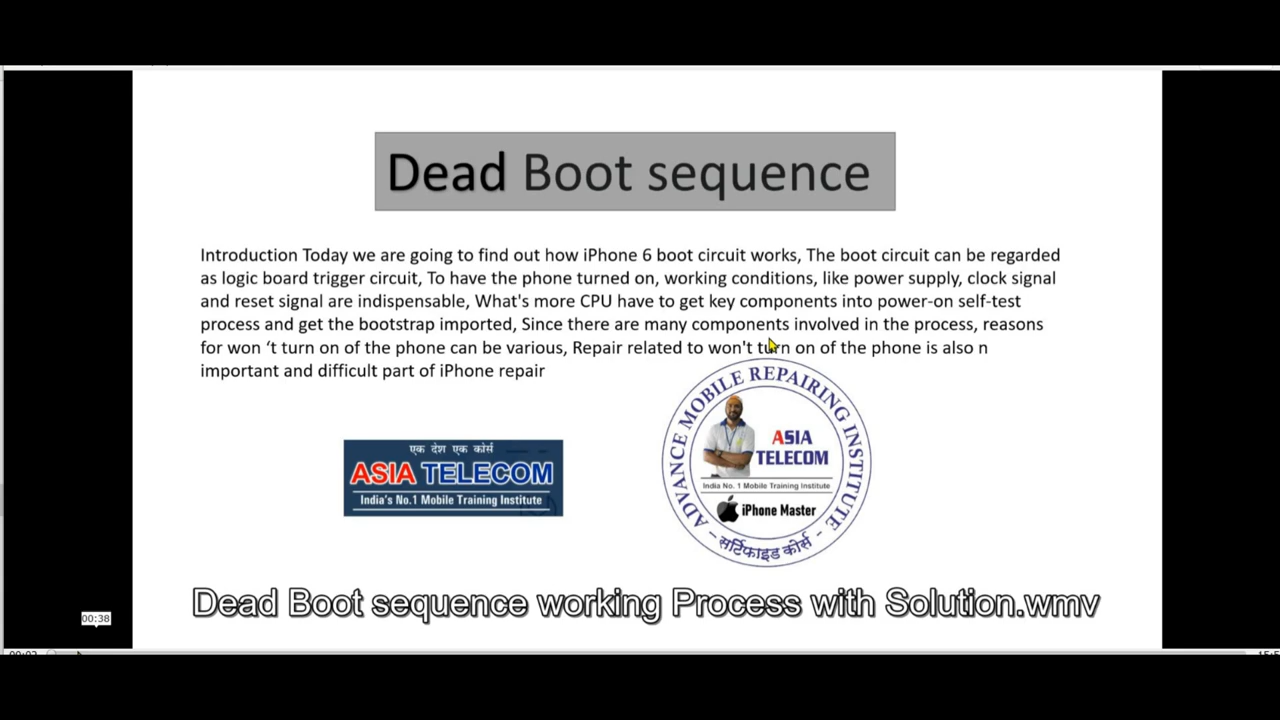 Dead Boot sequence
Introduction Today we are going to find out how iPhone 6 boot circuit works, The boot circuit can be regarded
as logic board trigger circuit, To have the phone turned on, working conditions, like power supply, clock signal
and reset signal are indispensable, What's more CPU have to get key components into power-on self-test
process and get the bootstrap imported, Since there are many components involved in the process, reasons
for won ‘t turn on of the phone can be various, Repair related to won't turn on of the phone is also n
important and difficult part of iPhone repair
एक देश एक कोर्स
ASIA TELECOM
India's No.1 Mobile Training Institute
ADVANCE MOBILE REPAIRING INSTITUTE
ASIA
TELECOM
India No. 1 Mobile Training Institute
iPhone Master
- सर्टिफाइड कोर्स -
Dead Boot sequence working Process with Solution.wmv
00:38